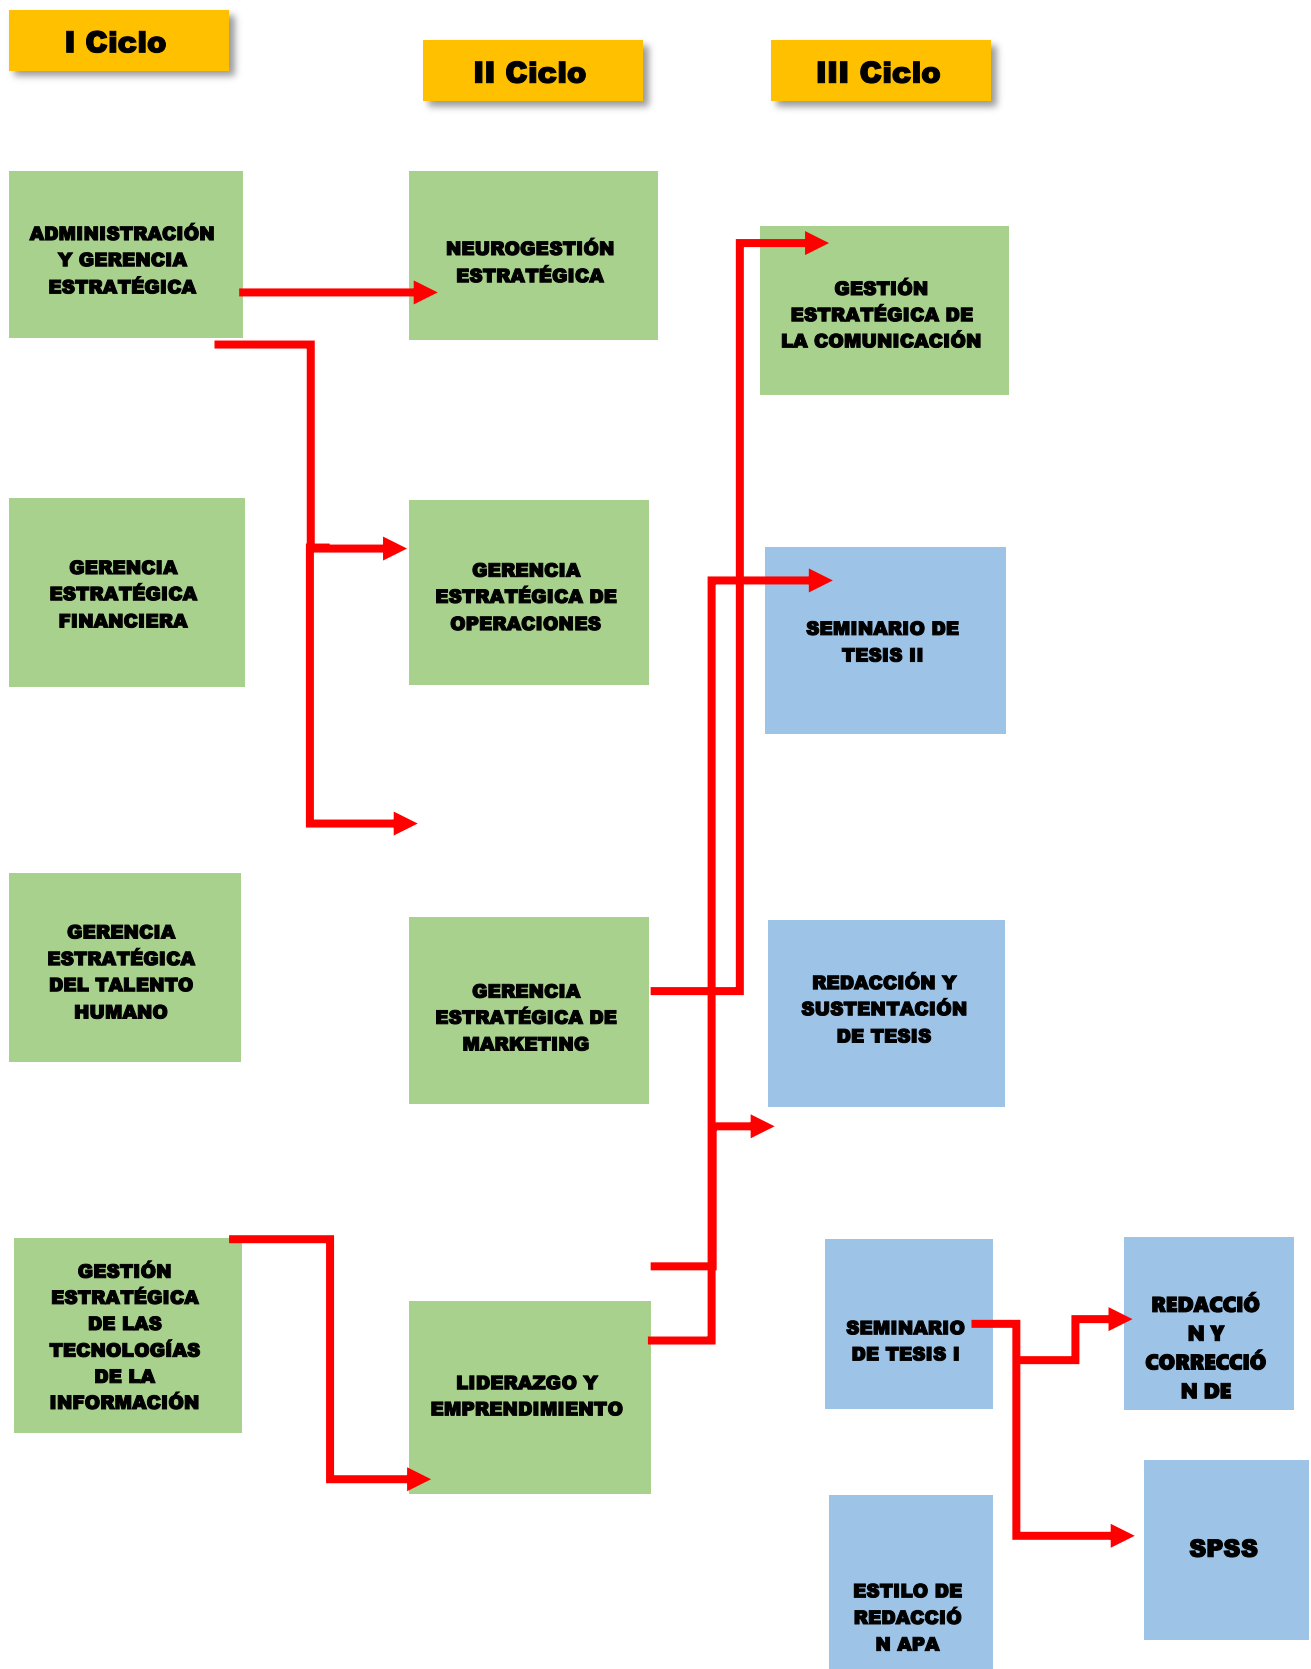 I Ciclo
II Ciclo
III Ciclo
ADMINISTRACIÓN
Y GERENCIA
ESTRATÉGICA
NEUROGESTIÓN
ESTRATÉGICA
GESTIÓN
ESTRATÉGICA DE
LA COMUNICACIÓN
GERENCIA
ESTRATÉGICA
FINANCIERA
GERENCIA
ESTRATÉGICA DE
OPERACIONES
SEMINARIO DE
TESIS II
GERENCIA
ESTRATÉGICA
DEL TALENTO
HUMANO
GERENCIA
ESTRATÉGICA DE
MARKETING
REDACCIÓN Y
SUSTENTACIÓN
DE TESIS
GESTIÓN
ESTRATÉGICA
DE LAS
TECNOLOGÍAS
DE LA
INFORMACIÓN
LIDERAZGO Y
EMPRENDIMIENTO
SEMINARIO
DE TESIS I
REDACCIÓ
N Y
CORRECCIÓ
N DE
SPSS
ESTILO DE
REDACCIÓ
N APA